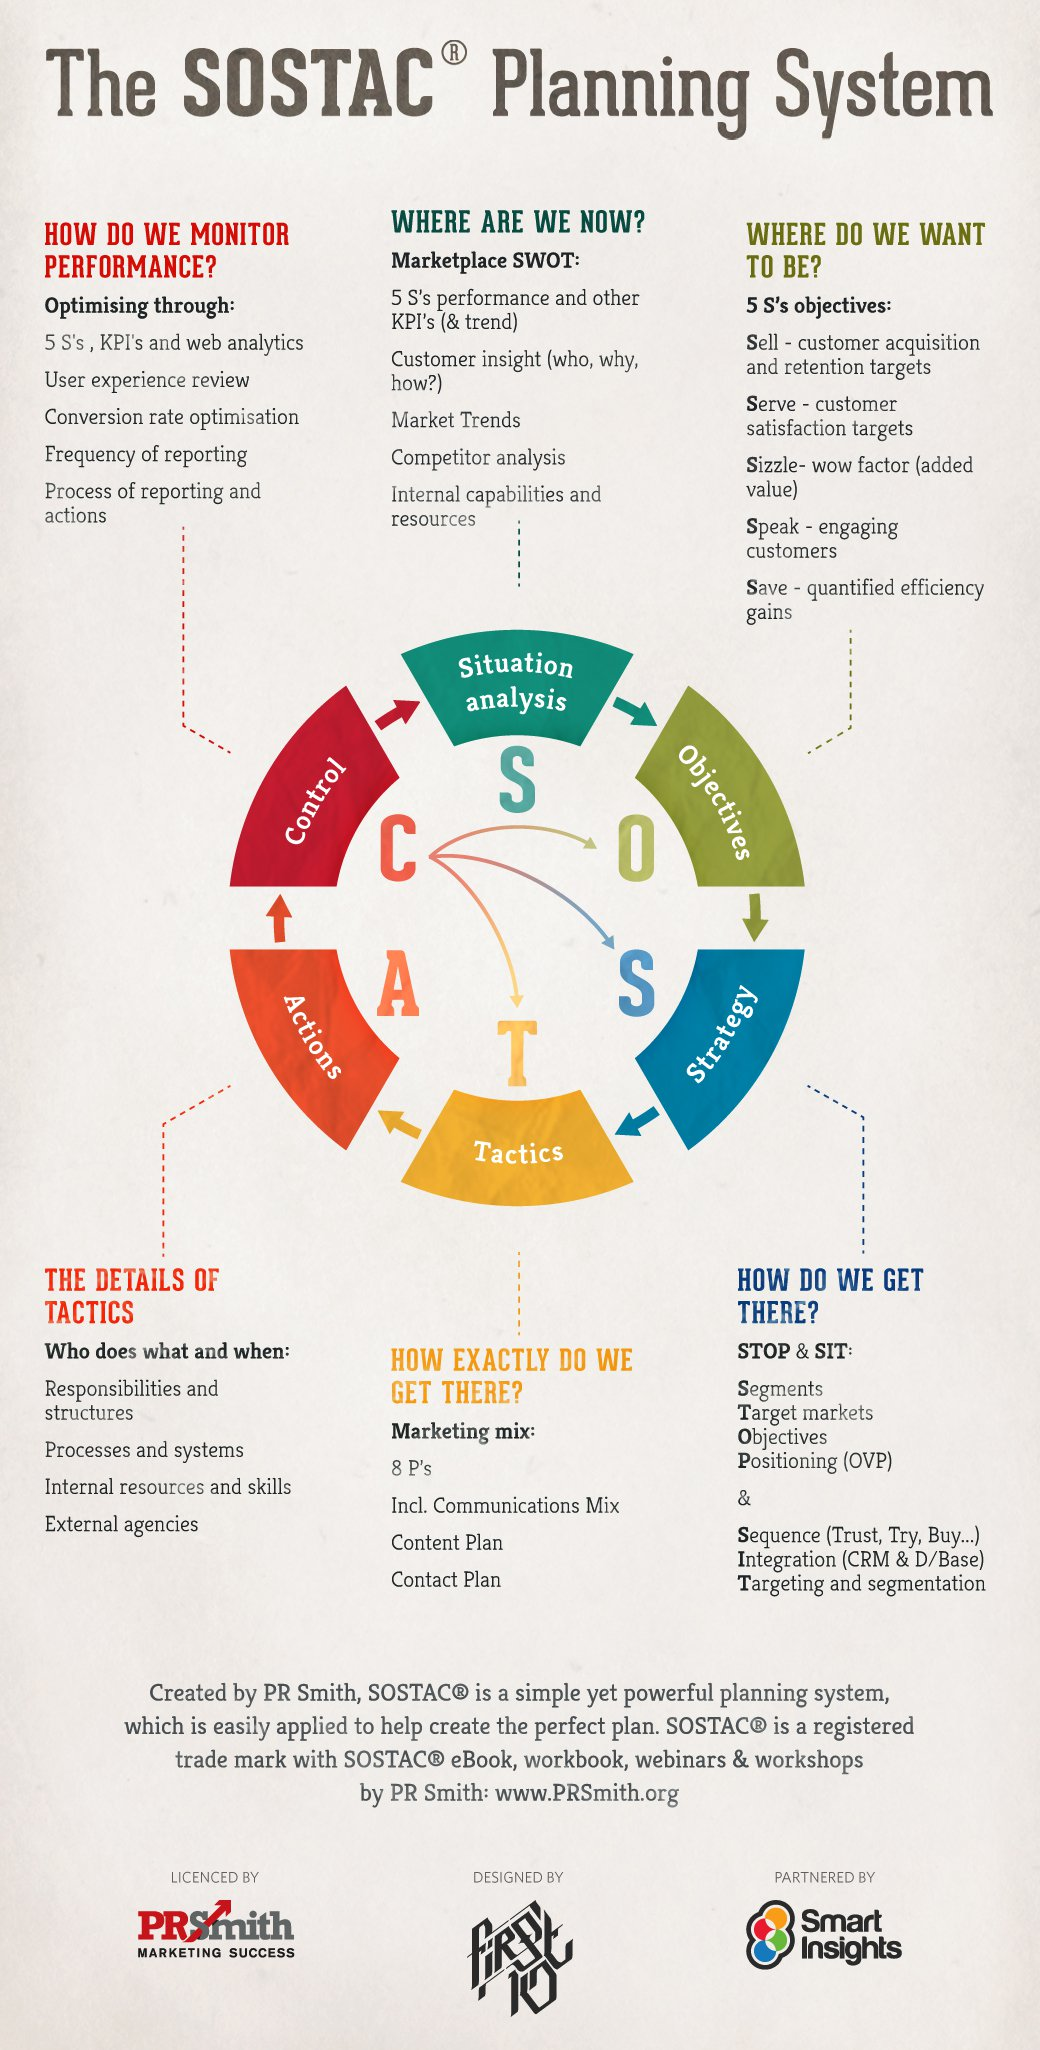 The SOSTAC® Planning System
HOW DO WE MONITOR
PERFORMANCE?
Optimising through:
5 S's , KPI's and web analytics
User experience review
Conversion rate optimisation
Frequency of reporting
Process of reporting and
actions
WHERE ARE WE NOW?
Marketplace SWOT:
5 S's performance and other
KPI's (& trend)
Customer insight (who, why,
how?)
Market Trends
Competitor analysis
Internal capabilities and
resources
WHERE DO WE WANT
TO BE?
5 S's objectives:
Sell - customer acquisition
and retention targets
Serve - customer
satisfaction targets
Sizzle- wow factor (added
value)
Speak - engaging
customers
Save - quantified efficiency
gains
Situation
analysis
Objectives
Strategy
Tactics
Actions
Control
S
O
S
T
A
C
THE DETAILS OF
TACTICS
Who does what and when:
Responsibilities and
structures
Processes and systems
Internal resources and skills
External agencies
HOW EXACTLY DO WE
GET THERE?
Marketing mix:
8 P's
Incl. Communications Mix
Content Plan
Contact Plan
HOW DO WE GET
THERE?
STOP & SIT:
Segments
Target markets
Objectives
Positioning (OVP)
&
Sequence (Trust, Try, Buy...)
Integration (CRM & D/Base)
Targeting and segmentation
Created by PR Smith, SOSTAC® is a simple yet powerful planning system,
which is easily applied to help create the perfect plan. SOSTAC® is a registered
trade mark with SOSTAC® eBook, workbook, webinars & workshops
by PR Smith: www.PRSmith.org
LICENCED BY
PRSmith
MARKETING SUCCESS
DESIGNED BY
first
10
PARTNERED BY
Smart
Insights